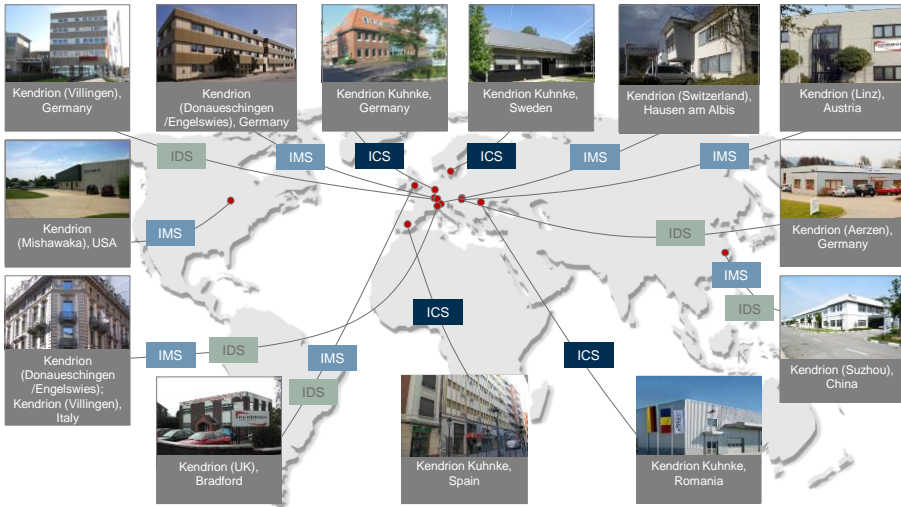 Kendrion (Villingen),
Germany
Kendrion
(Donaueschingen
/Engelswies), Germany
Kendrion Kuhnke,
Germany
Kendrion Kuhnke,
Sweden
Kendrion (Switzerland),
Hausen am Albis
Kendrion (Linz),
Austria
IDS
IMS
ICS
ICS
IMS
IMS
Kendrion
(Mishawaka), USA
IMS
IDS
Kendrion (Aerzen),
Germany
IMS
IDS
Kendrion (Suzhou),
China
ICS
IMS
IDS
IMS
IDS
ICS
Kendrion
(Donaueschingen
/Engelswies);
Kendrion (Villingen),
Italy
KENDRION
Kendrion (UK),
Bradford
Kendrion Kuhnke,
Spain
Kendrion Kuhnke,
Romania